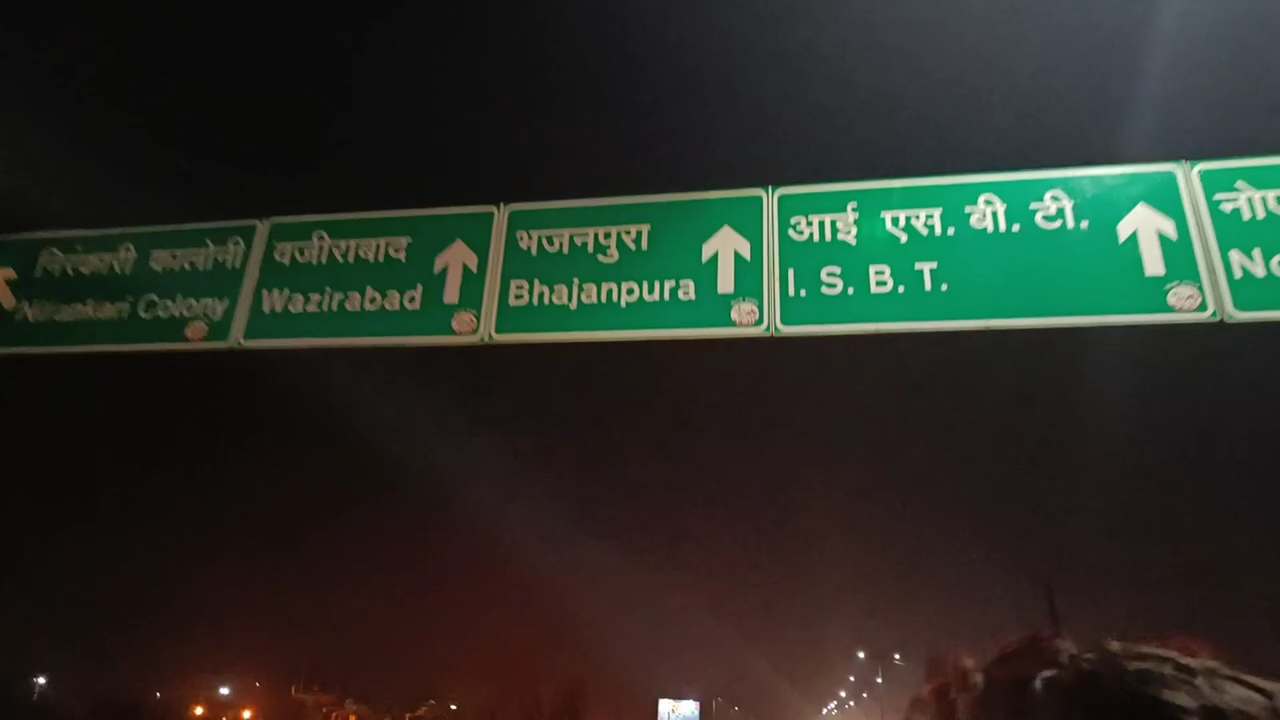 निरंकारी कालोनी
Nirankari Colony
वजीराबाद
Wazirabad
भजनपुरा
Bhajanpura
आई एस. बी. टी.
I. S. B. T.